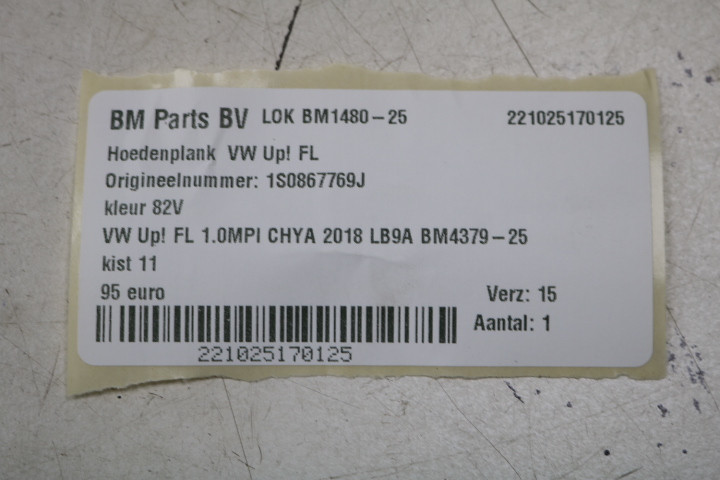 BM Parts BV LOK BM1480-25 221025170125
Hoedenplank VW Up! FL
Origineelnummer: 1S0867769J
kleur 82V
VW Up! FL 1.0MPI CHYA 2018 LB9A BM4379-25
kist 11
95 euro Verz: 15
Aantal: 1
221025170125